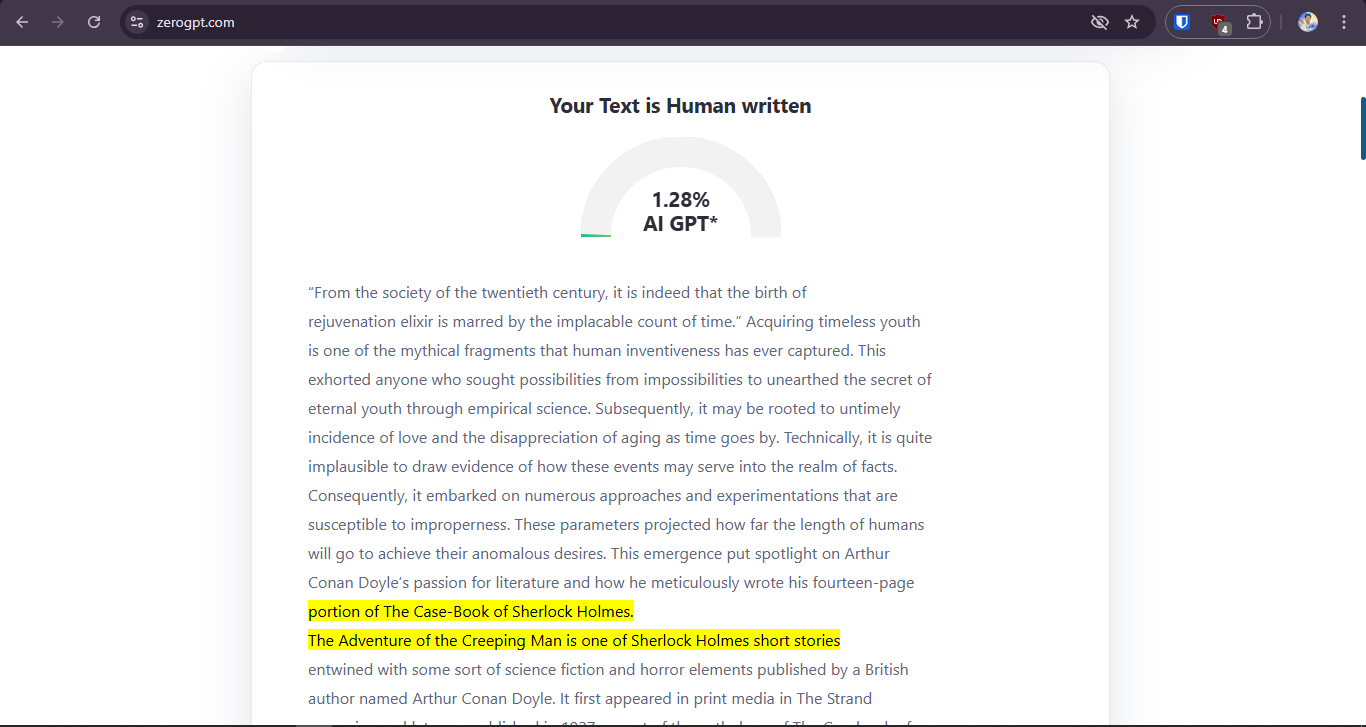 zerogpt.com
4
Your Text is Human written
1.28%
AI GPT*
“From the society of the twentieth century, it is indeed that the birth of
rejuvenation elixir is marred by the implacable count of time.” Acquiring timeless youth
is one of the mythical fragments that human inventiveness has ever captured. This
exhorted anyone who sought possibilities from impossibilities to unearthed the secret of
eternal youth through empirical science. Subsequently, it may be rooted to untimely
incidence of love and the disappreciation of aging as time goes by. Technically, it is quite
implausible to draw evidence of how these events may serve into the realm of facts.
Consequently, it embarked on numerous approaches and experimentations that are
susceptible to improperness. These parameters projected how far the length of humans
will go to achieve their anomalous desires. This emergence put spotlight on Arthur
Conan Doyle’s passion for literature and how he meticulously wrote his fourteen-page
portion of The Case-Book of Sherlock Holmes.
The Adventure of the Creeping Man is one of Sherlock Holmes short stories
entwined with some sort of science fiction and horror elements published by a British
author named Arthur Conan Doyle. It first appeared in print media in The Strand